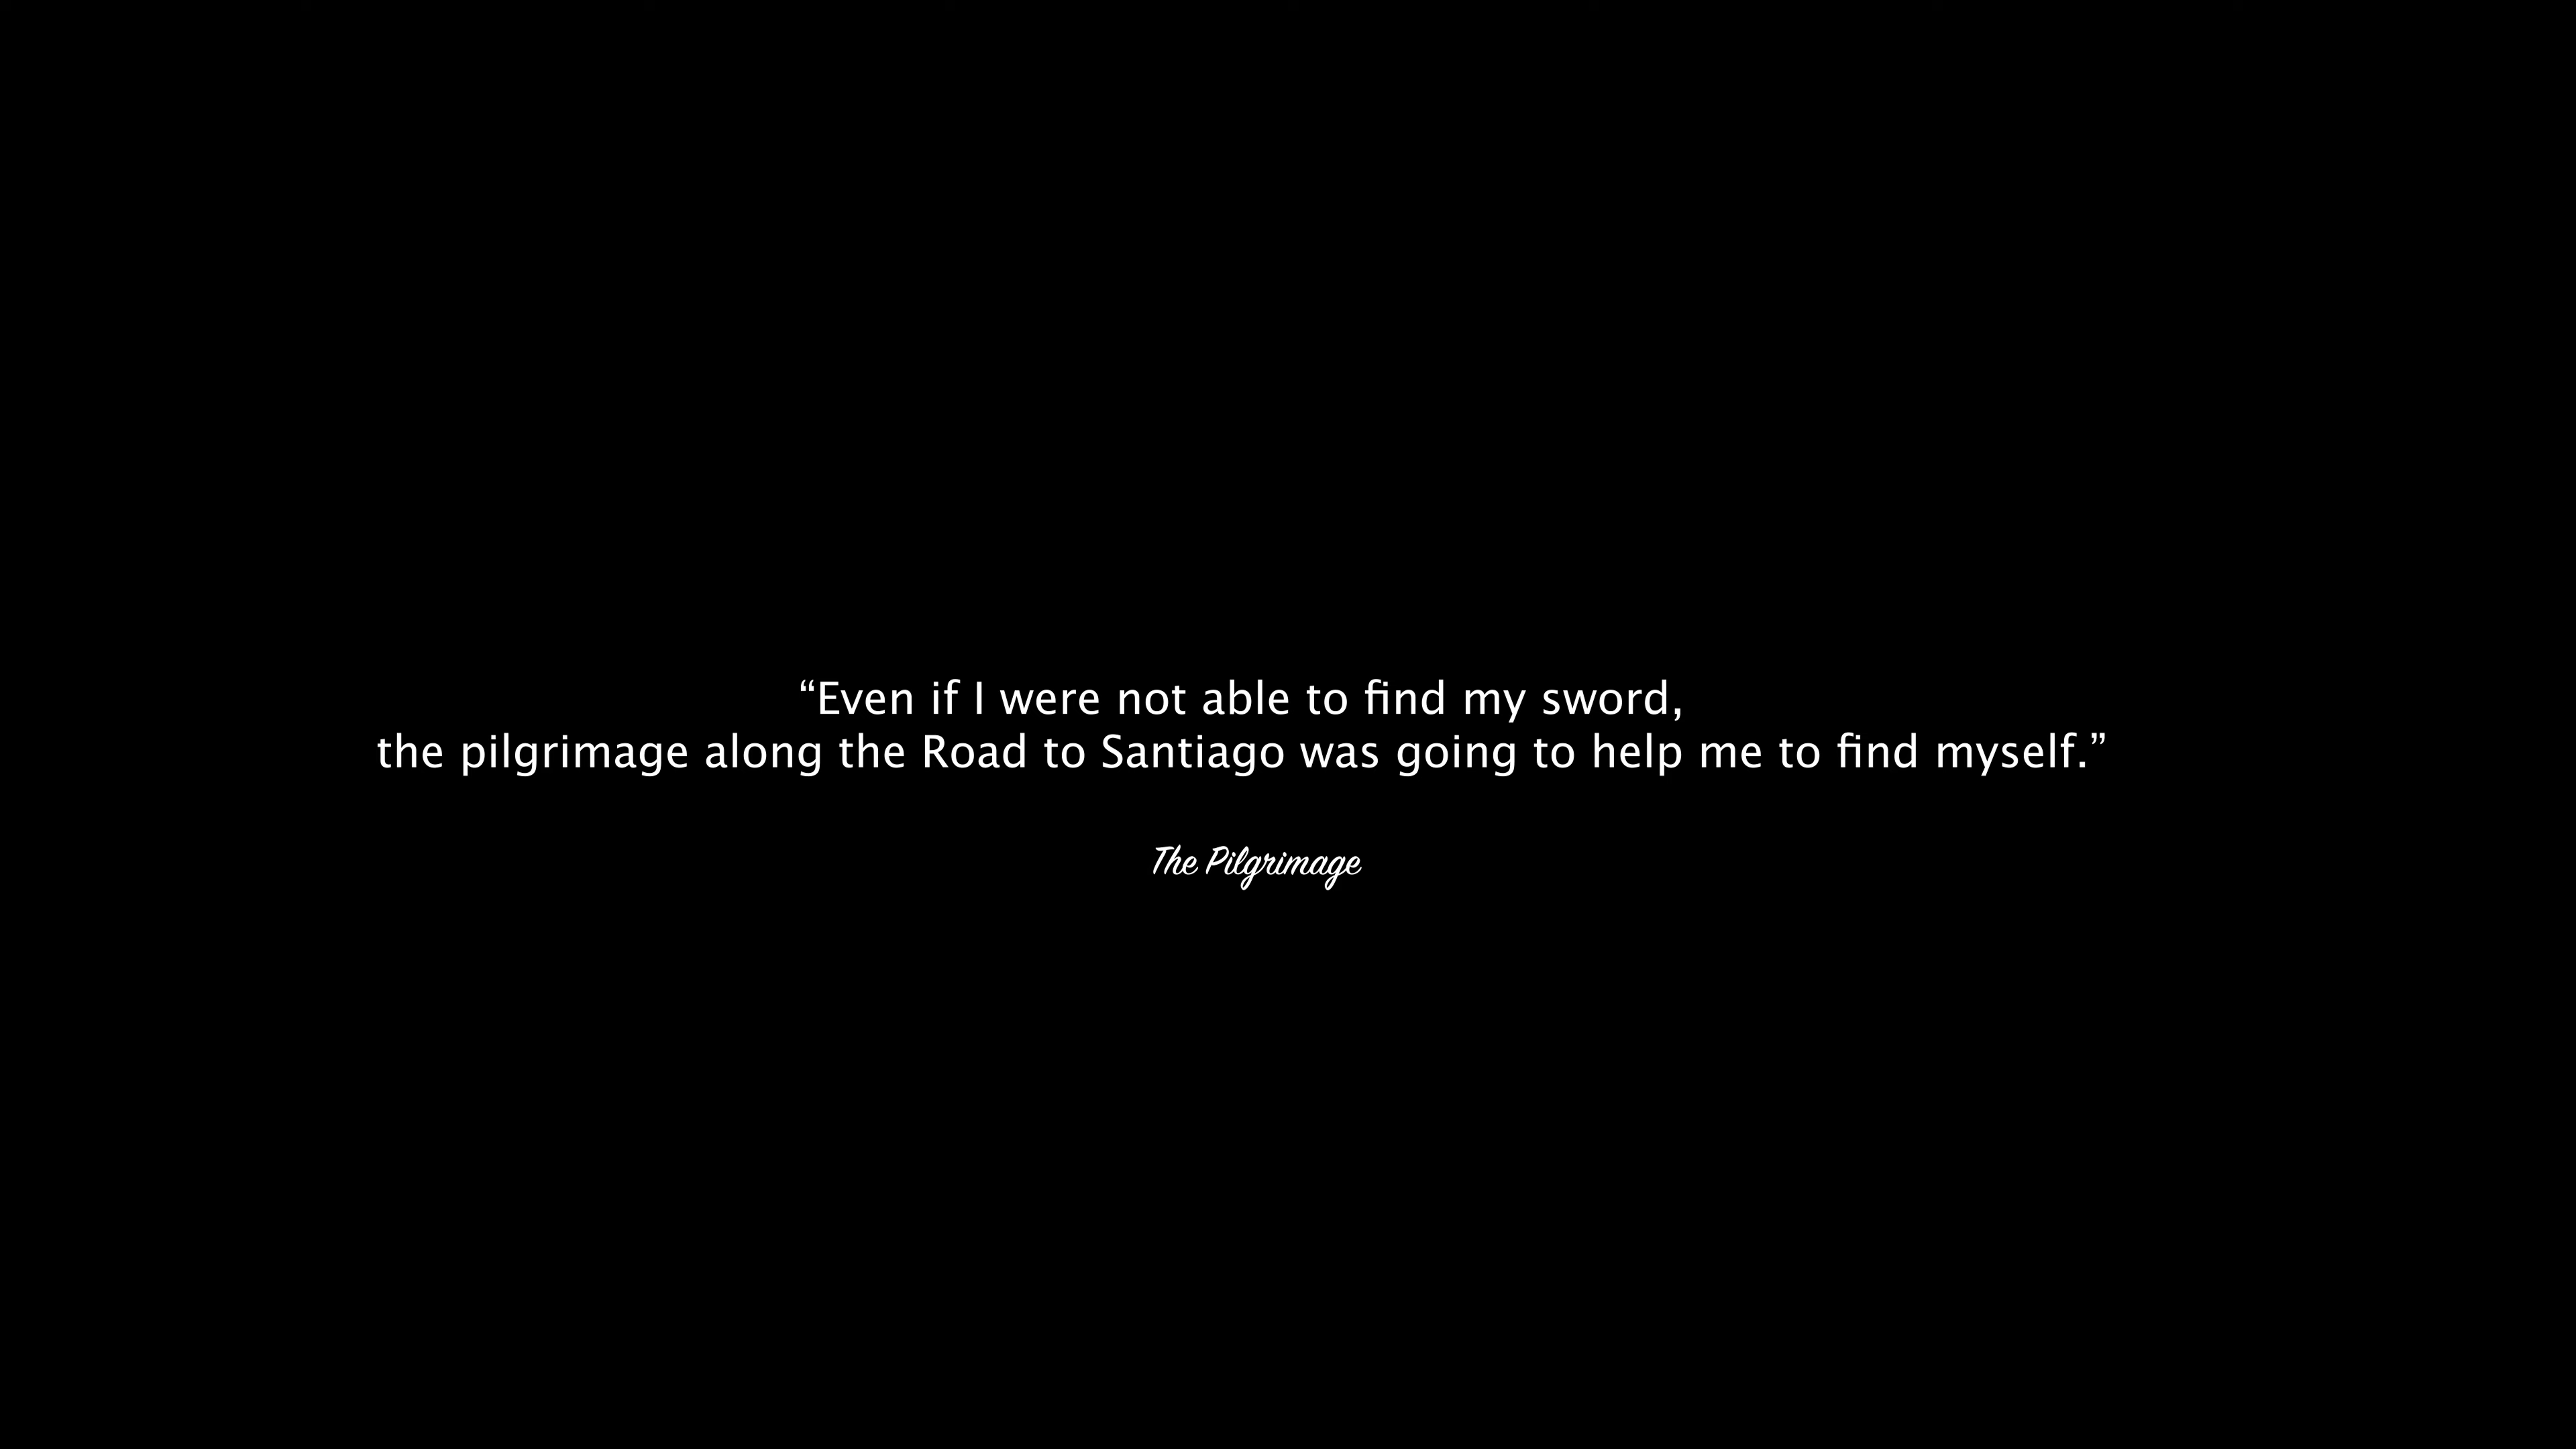 “Even if I were not able to find my sword,
the pilgrimage along the Road to Santiago was going to help me to find myself.”
The Pilgrimage